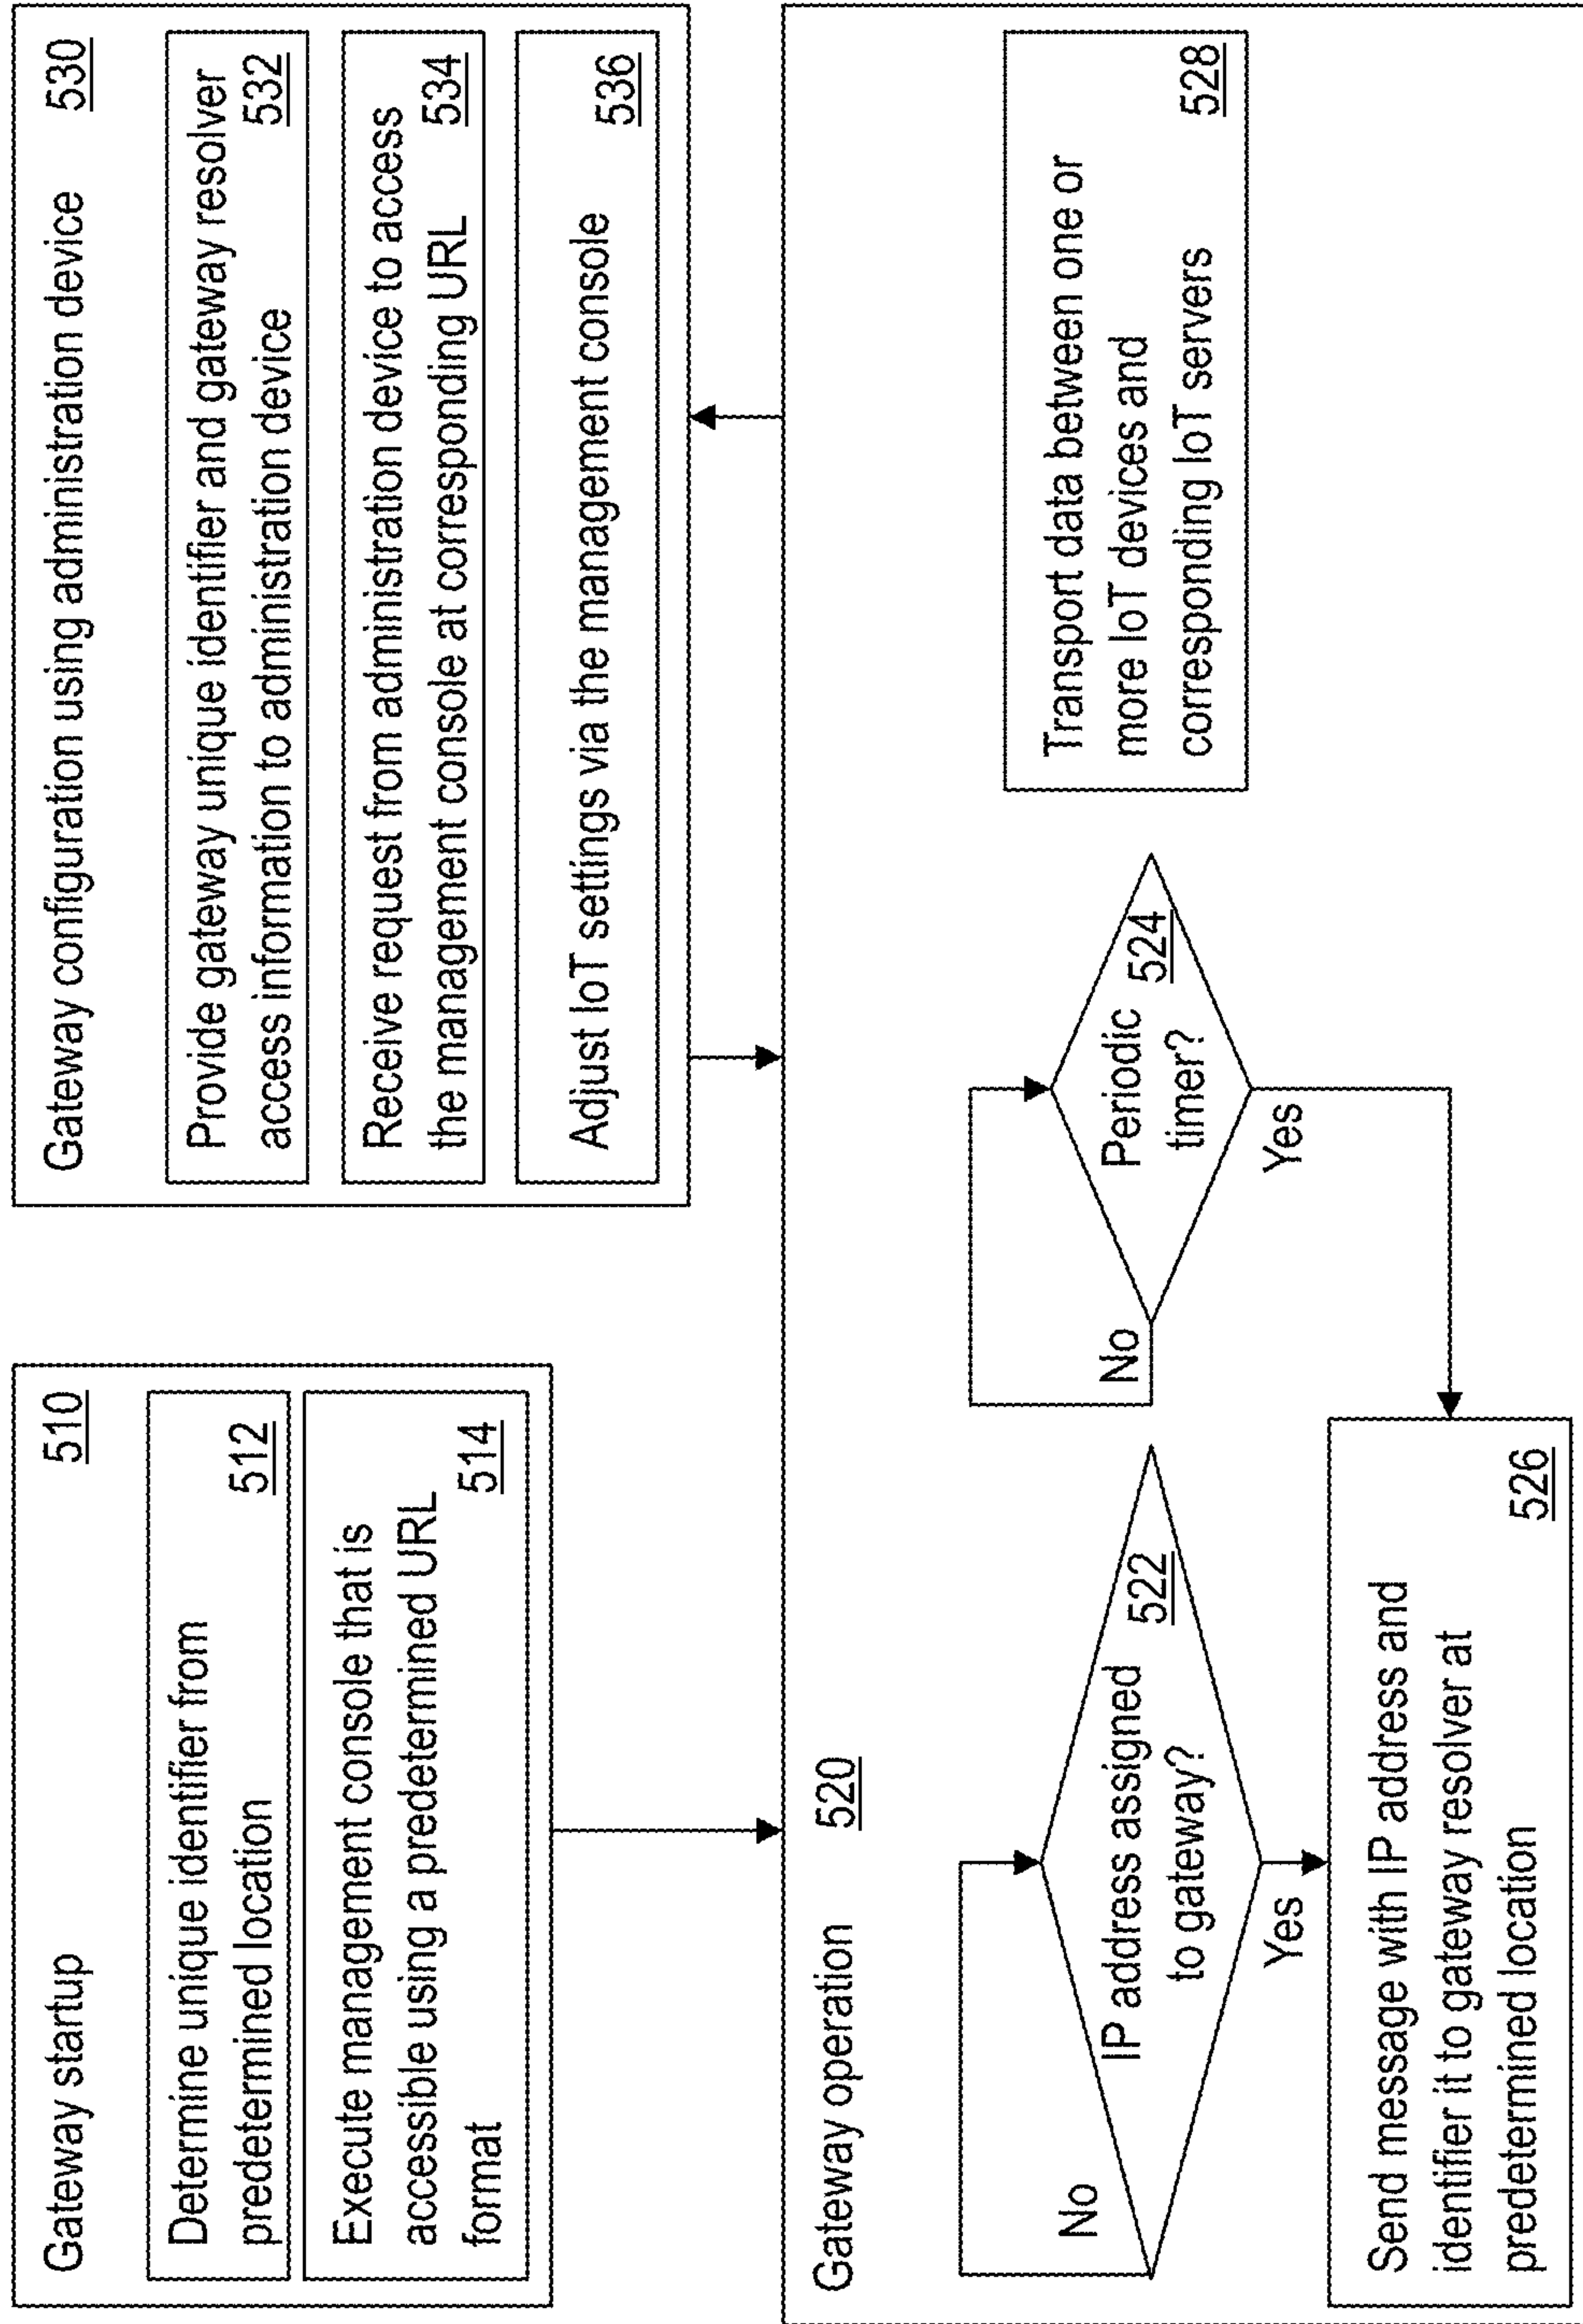 Gateway startup 510
Determine unique identifier from
predetermined location 512
Execute management console that is
accessible using a predetermined URL
format 514
Gateway configuration using administration device 530
Provide gateway unique identifier and gateway resolver
access information to administration device 532
Receive request from administration device to access
the management console at corresponding URL 534
Adjust IoT settings via the management console 536
Gateway operation 520
No
IP address assigned 522
to gateway?
Yes
No
Periodic 524
timer?
Yes
Send message with IP address and
identifier it to gateway resolver at
predetermined location 526
Transport data between one or
more IoT devices and
corresponding IoT servers 528